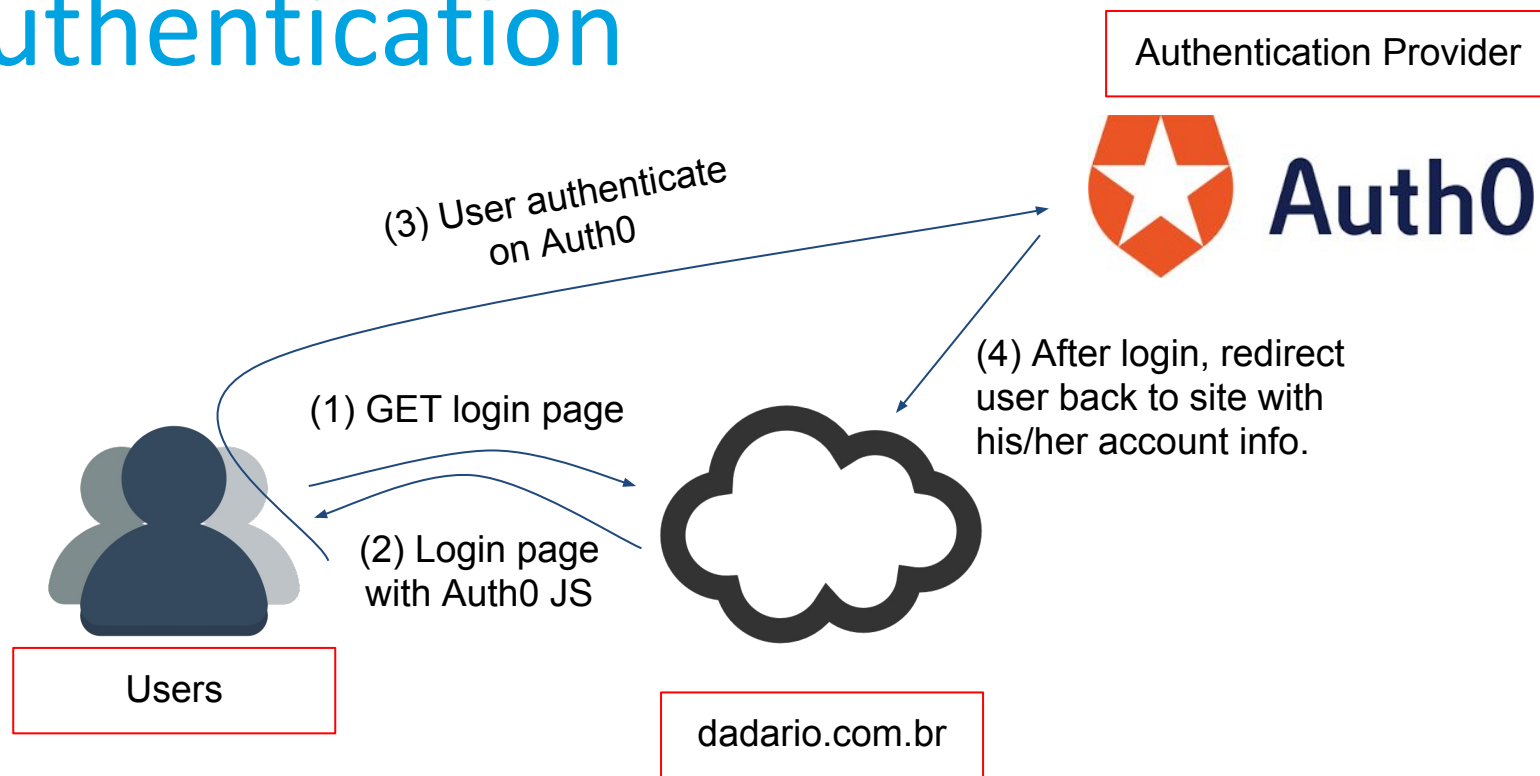 uthentication
Authentication Provider
Auth0
(3) User authenticate
on Auth0
(4) After login, redirect
user back to site with
his/her account info.
(1) GET login page
(2) Login page
with Auth0 JS
Users
dadario.com.br